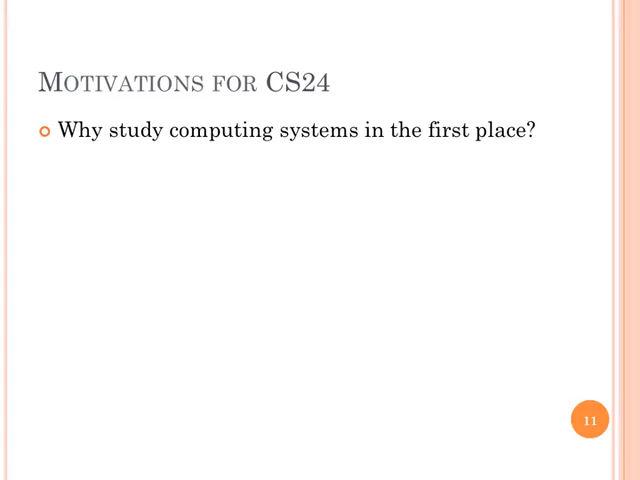 MOTIVATIONS FOR CS24
Why study computing systems in the first place?
11